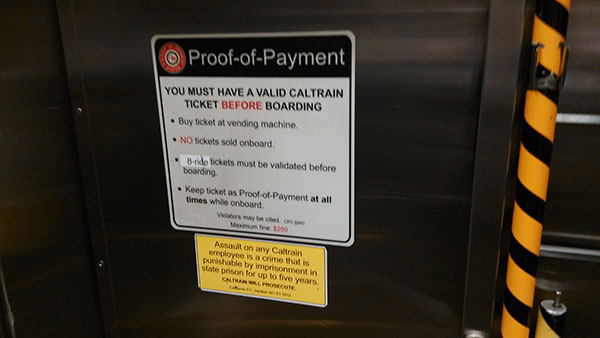 Proof-of-Payment
YOU MUST HAVE A VALID CALTRAIN
TICKET BEFORE BOARDING
• Buy ticket at vending machine.
• NO tickets sold onboard.
• 8-ride tickets must be validated before
boarding.
• Keep ticket as Proof-of-Payment at all
times while onboard.
Violators may be cited.
Maximum fine: $250
Assault on any Caltrain
employee is a crime that is
punishable by imprisonment in
state prison for up to five years.
CALTRAIN WILL PROSECUTE.